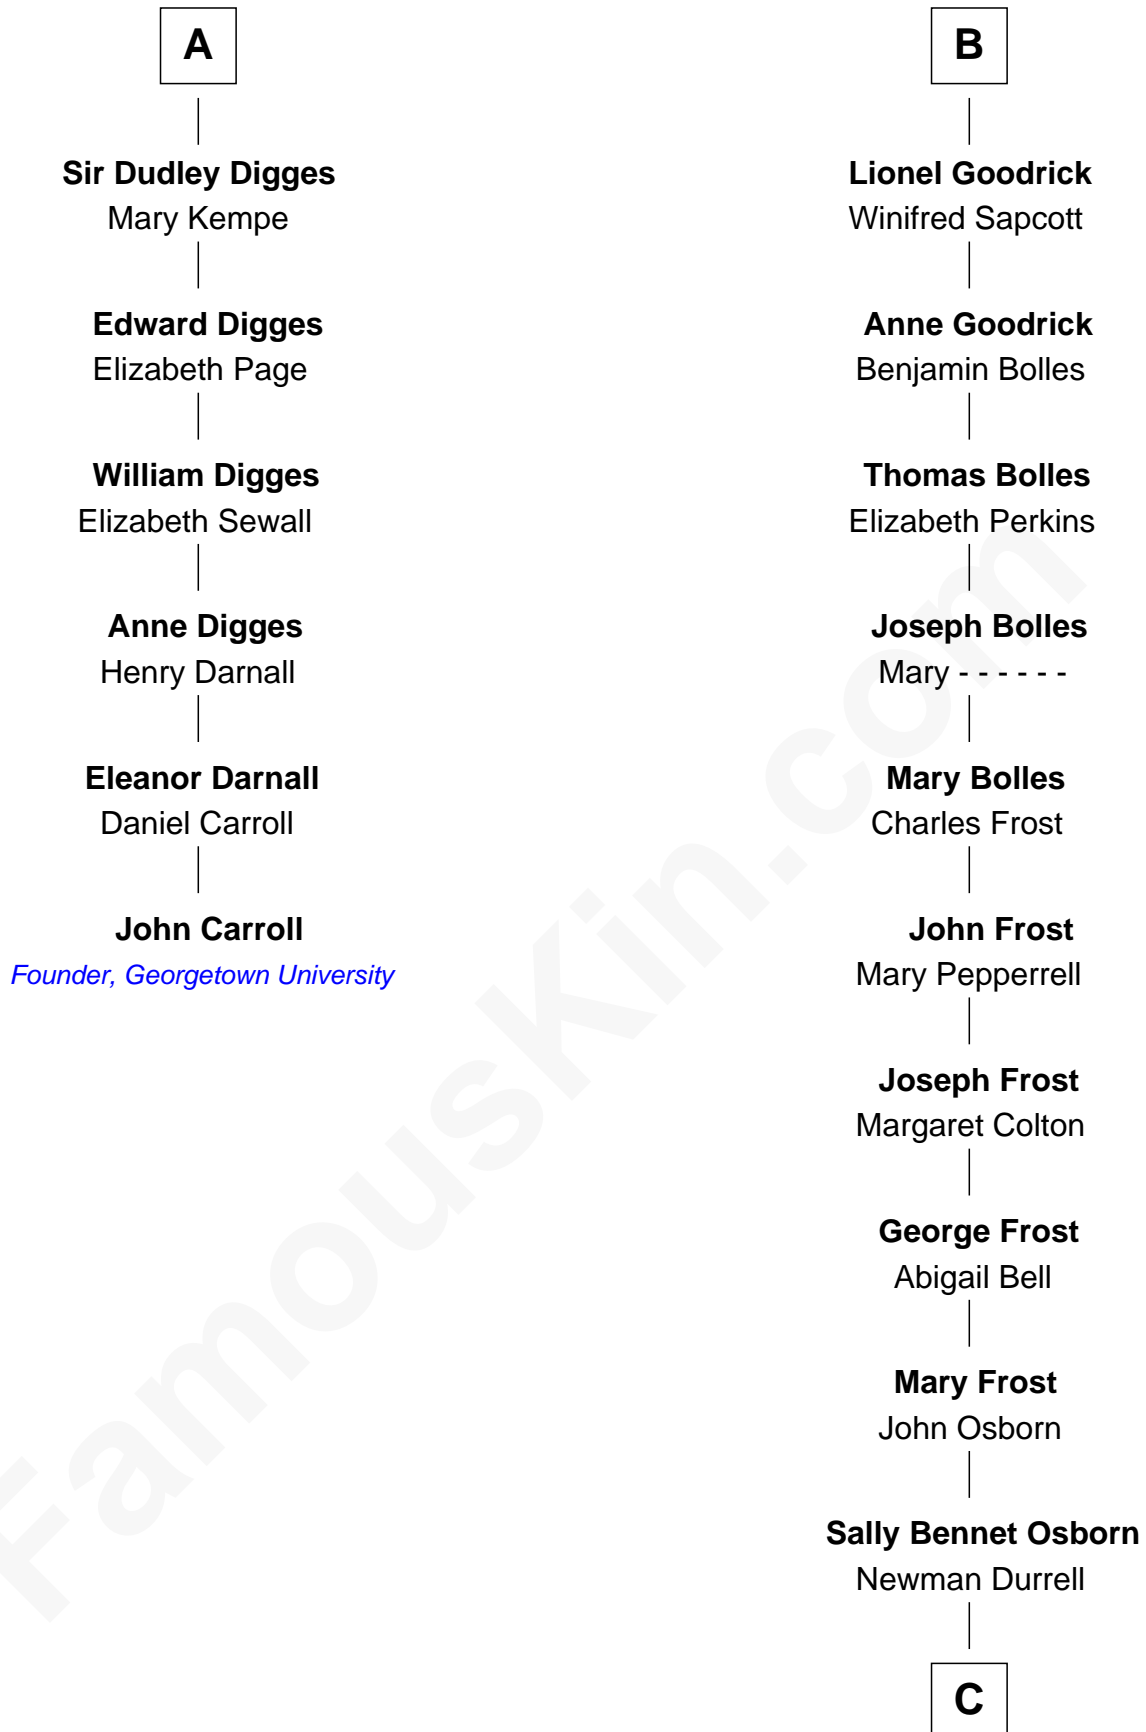 A
Sir Dudley Digges
Mary Kempe
Edward Digges
Elizabeth Page
William Digges
Elizabeth Sewall
Anne Digges
Henry Darnall
Eleanor Darnall
Daniel Carroll
John Carroll
Founder, Georgetown University
B
Lionel Goodrick
Winifred Sapcott
Anne Goodrick
Benjamin Bolles
Thomas Bolles
Elizabeth Perkins
Joseph Bolles
Mary - - - - - -
Mary Bolles
Charles Frost
John Frost
Mary Pepperrell
Joseph Frost
Margaret Colton
George Frost
Abigail Bell
Mary Frost
John Osborn
Sally Bennet Osborn
Newman Durrell
C
FamousKin.com